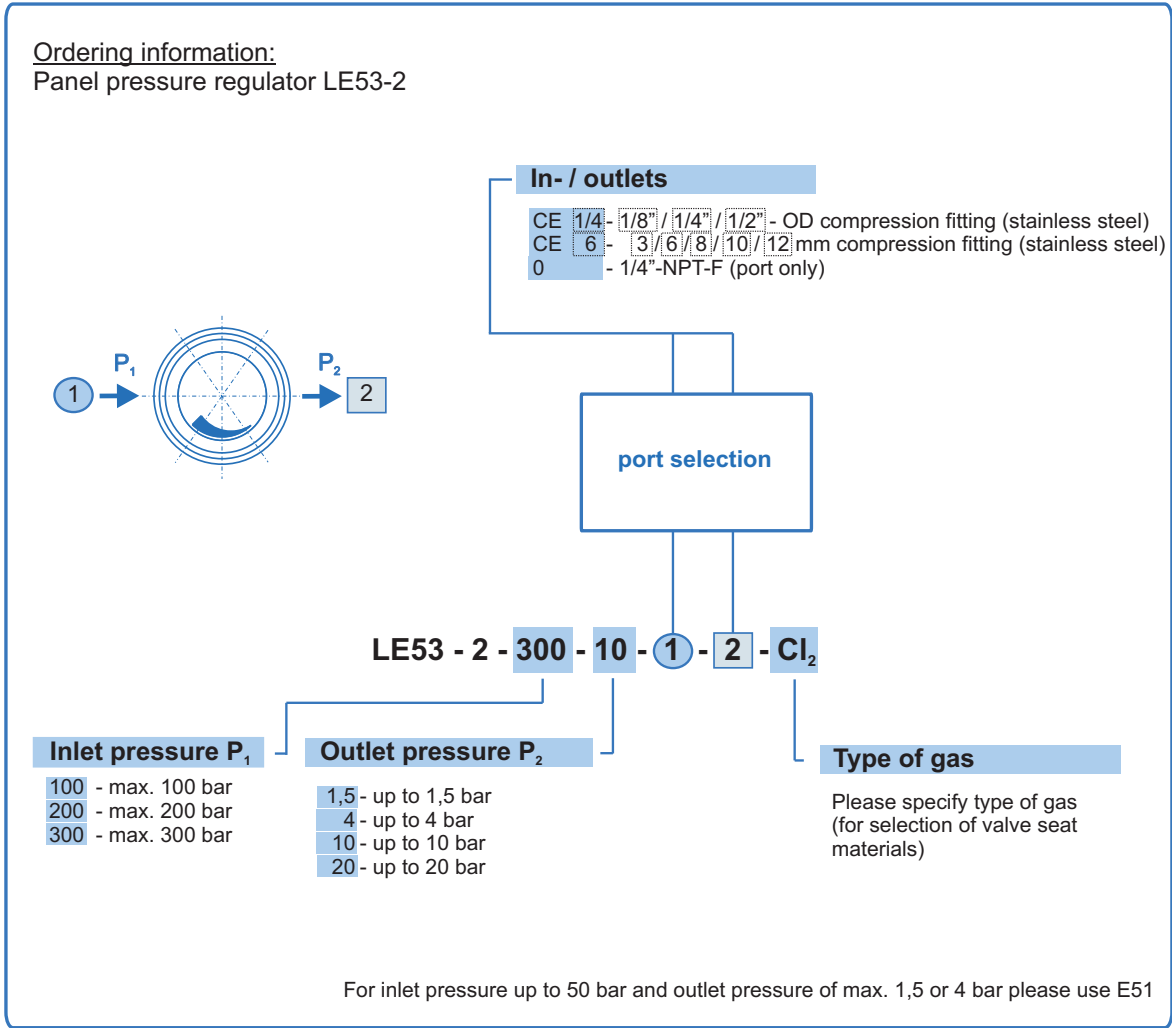 Ordering information:
Panel pressure regulator LE53-2
In- / outlets
CE 1/4 - 1/8” / 1/4” / 1/2” - OD compression fitting (stainless steel)
CE 6 - 3/6/8/10/12 mm compression fitting (stainless steel)
0 - 1/4”-NPT-F (port only)
1 P₁ P₂ 2
port selection
LE53 - 2 - 300 - 10 - 1 - 2 - Cl₂
Inlet pressure P₁
100 - max. 100 bar
200 - max. 200 bar
300 - max. 300 bar
Outlet pressure P₂
1,5 - up to 1,5 bar
4 - up to 4 bar
10 - up to 10 bar
20 - up to 20 bar
Type of gas
Please specify type of gas
(for selection of valve seat
materials)
For inlet pressure up to 50 bar and outlet pressure of max. 1,5 or 4 bar please use E51